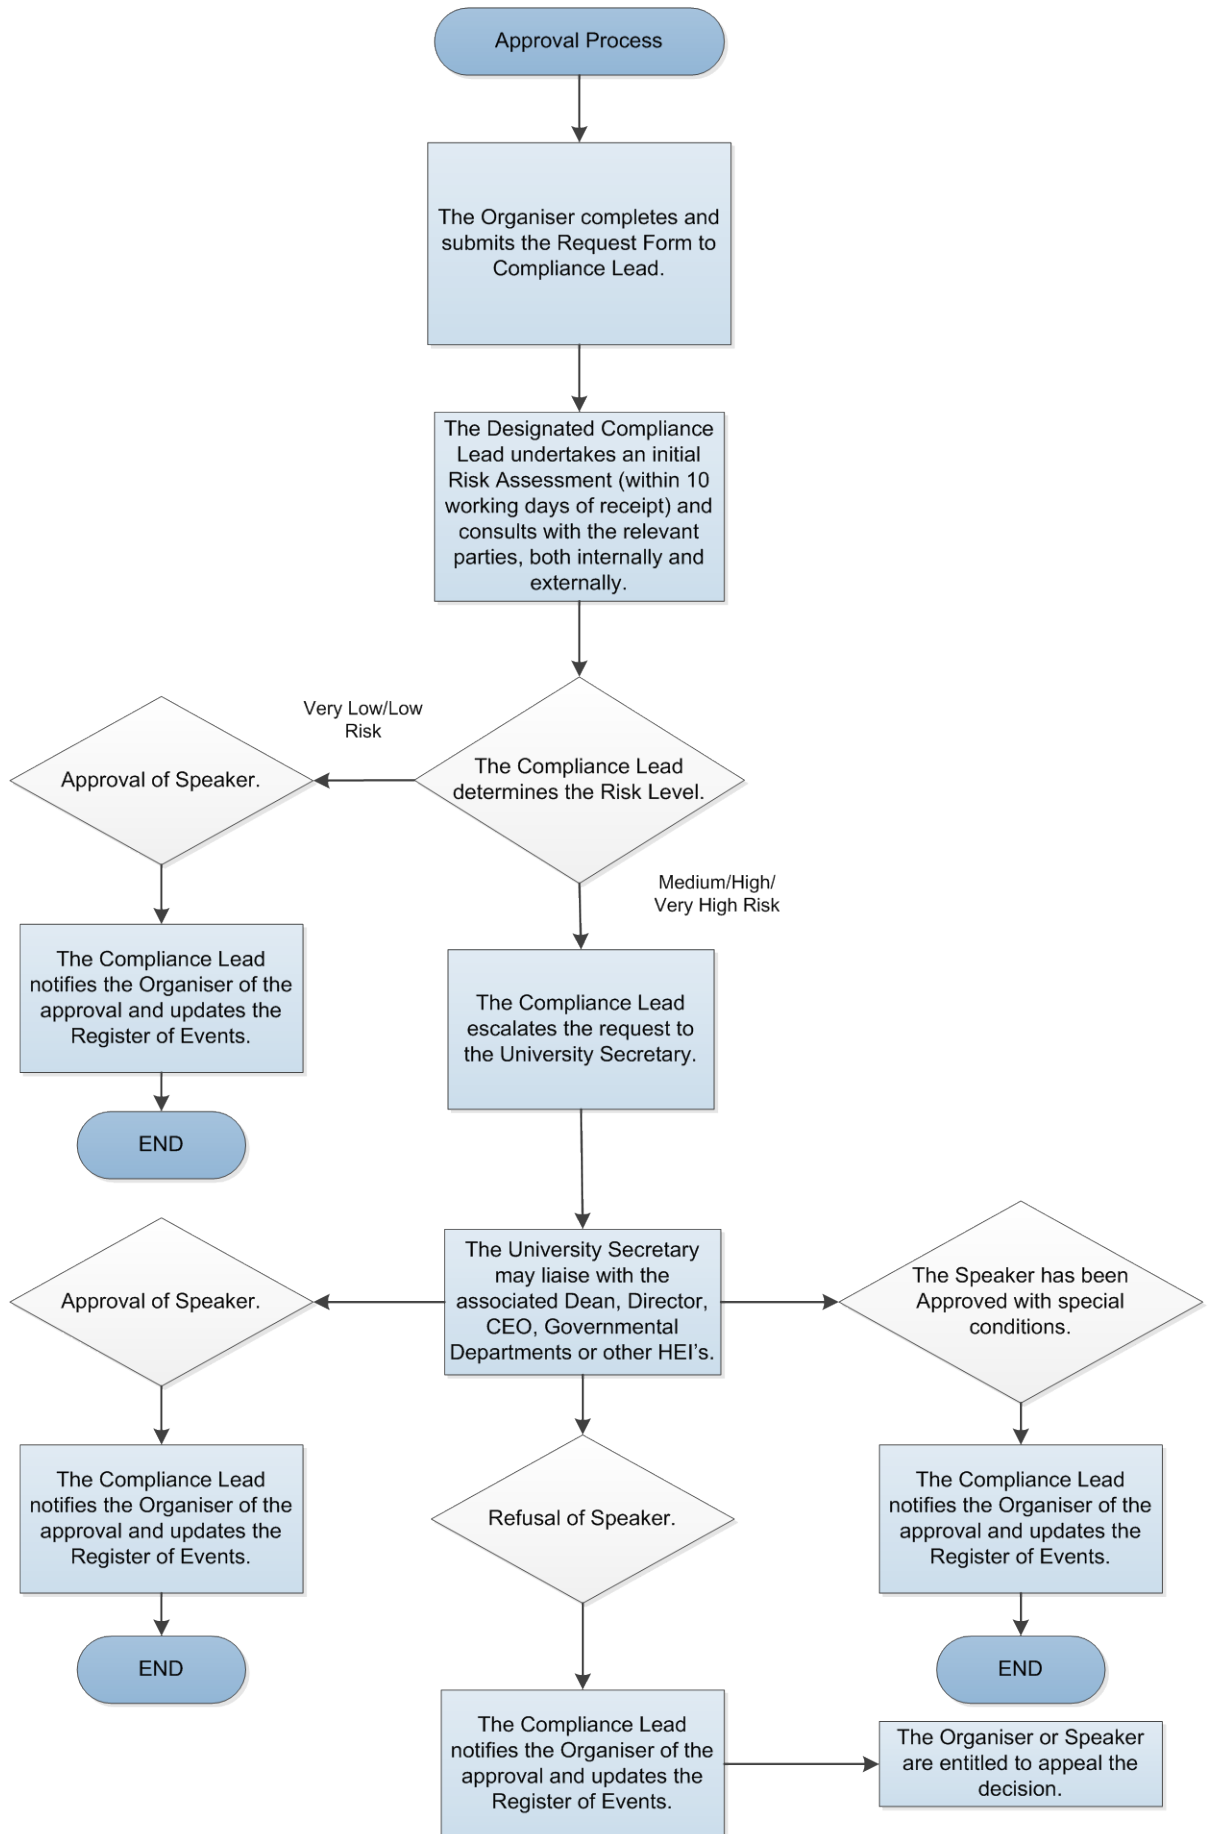 Approval Process
The Organiser completes and
submits the Request Form to
Compliance Lead.
The Designated Compliance
Lead undertakes an initial
Risk Assessment (within 10
working days of receipt) and
consults with the relevant
parties, both internally and
externally.
Very Low/Low
Risk
Approval of Speaker.
The Compliance Lead
determines the Risk Level.
Medium/High/
Very High Risk
The Compliance Lead
notifies the Organiser of the
approval and updates the
Register of Events.
The Compliance Lead
escalates the request to
the University Secretary.
END
Approval of Speaker.
The University Secretary
may liaise with the
associated Dean, Director,
CEO, Governmental
Departments or other HEI's.
The Speaker has been
Approved with special
conditions.
The Compliance Lead
notifies the Organiser of the
approval and updates the
Register of Events.
Refusal of Speaker.
The Compliance Lead
notifies the Organiser of the
approval and updates the
Register of Events.
END
END
The Compliance Lead
notifies the Organiser of the
approval and updates the
Register of Events.
The Organiser or Speaker
are entitled to appeal the
decision.